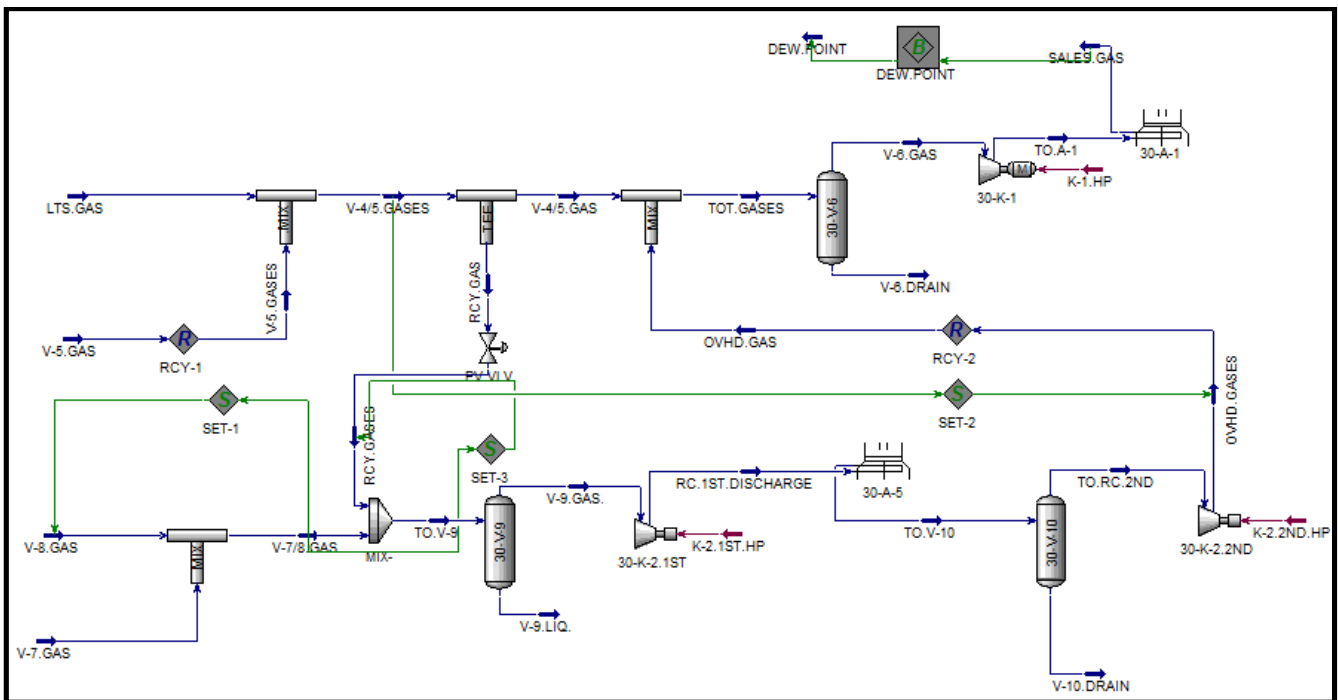 DEW.POINT
B
DEW.POINT
SALES.GAS
V-6.GAS
TO.A-1
M
30-A-1
K-1.HP
30-K-1
LTS.GAS
MIX
V-4/5.GASES
TEE
V-4/5.GAS
MIX
TOT.GASES
30-V-6
V-6.DRAIN
V-5.GASES
RCY.GAS
V-5.GAS
R
RCY-1
PV.VLV
OVHD.GAS
R
RCY-2
S
SET-1
RCY.GASES
S
SET-3
S
SET-2
OVHD.GASES
V-8.GAS
MIX
V-7/8.GAS
MIX-
TO.V-9
30-V-9
V-9.GAS.
RC.1ST.DISCHARGE
30-A-5
TO.RC.2ND
K-2.1ST.HP
30-K-2.1ST
TO.V-10
30-V-10
K-2.2ND.HP
30-K-2.2ND
V-9.LIQ.
V-7.GAS
V-10.DRAIN